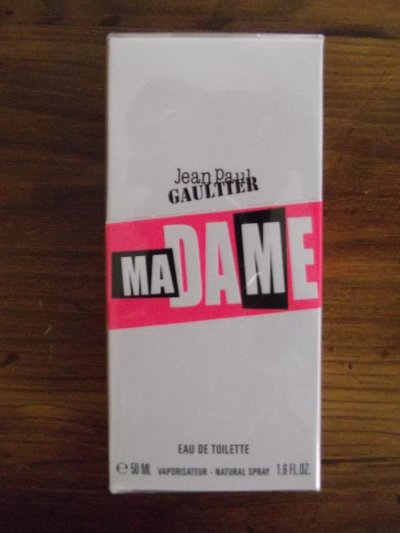 Jean Paul
GAULTIER
MADAME
EAU DE TOILETTE
℮ 50 ML VAPORISATEUR - NATURAL SPRAY 1.6 FL.OZ.